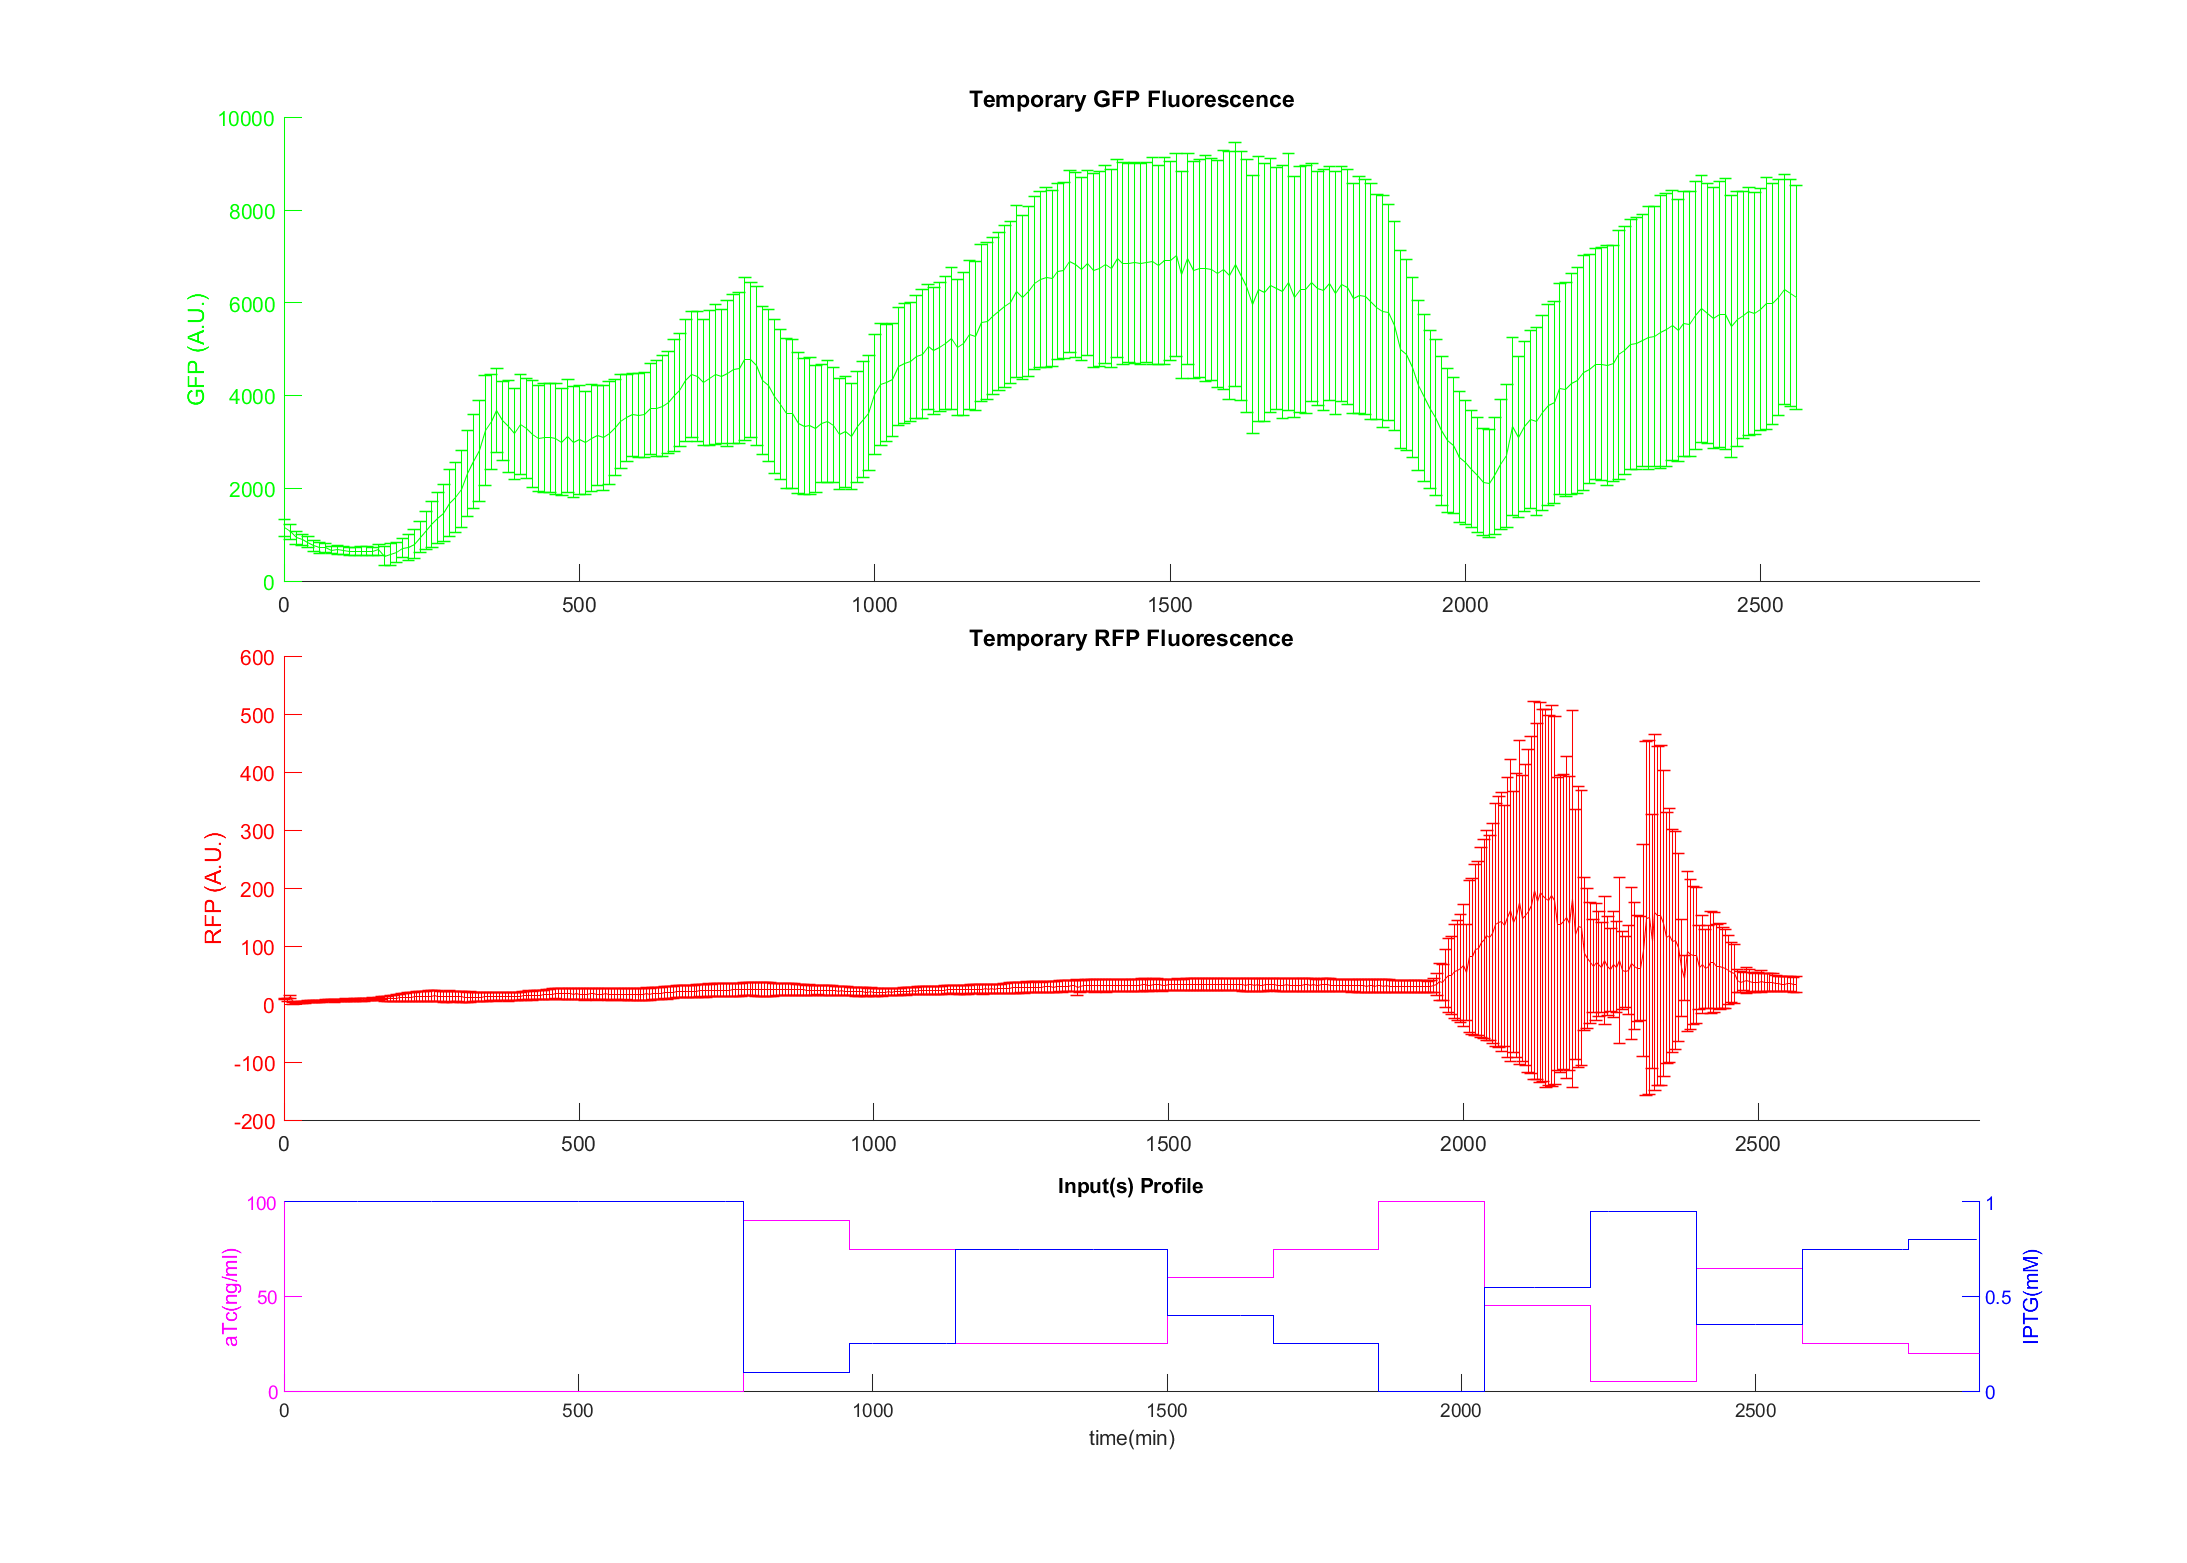 Temporary GFP Fluorescence
10000
8000
6000
4000
2000
0
GFP (A.U.)
0 500 1000 1500 2000 2500
Temporary RFP Fluorescence
600
500
400
300
200
100
0
-100
-200
RFP (A.U.)
0 500 1000 1500 2000 2500
Input(s) Profile
100
50
0
aTc(ng/ml)
1
0.5
0
IPTG(mM)
0 500 1000 1500 2000 2500
time(min)